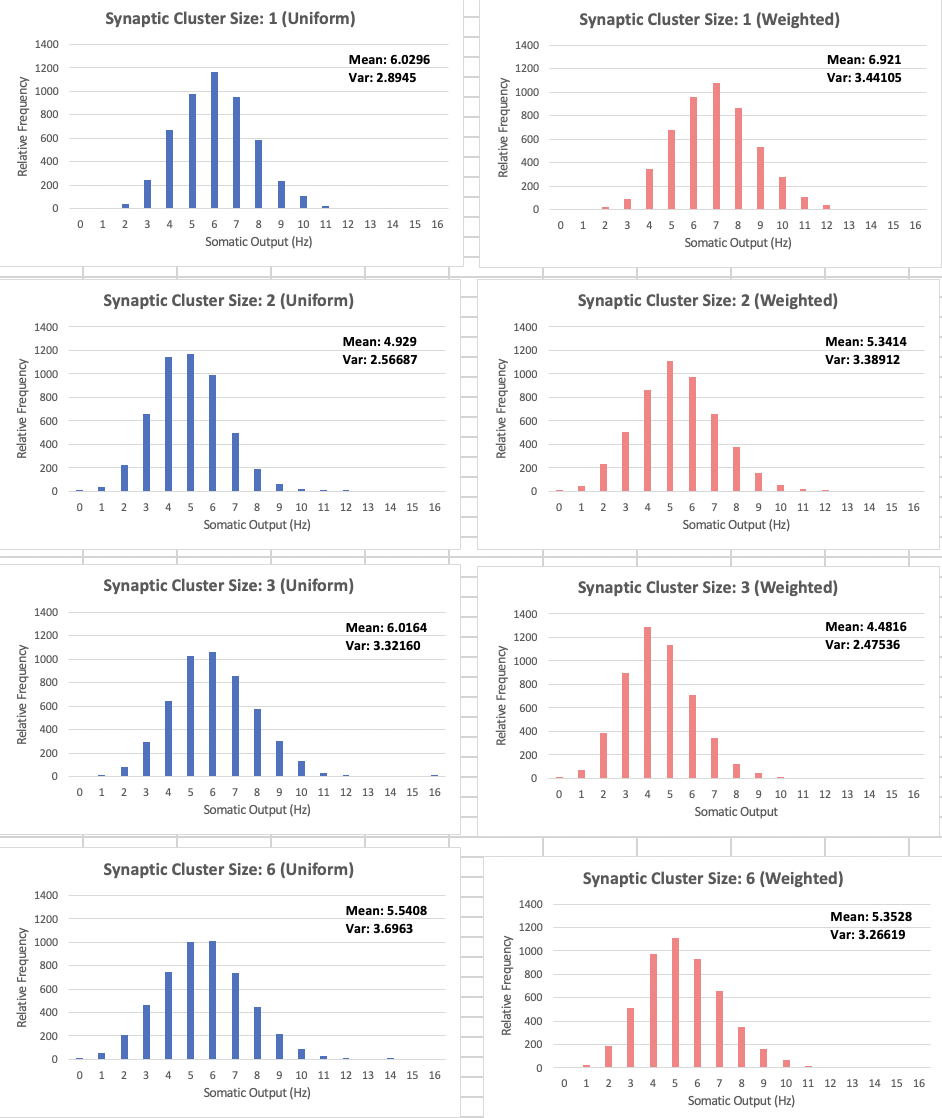 Synaptic Cluster Size: 1 (Uniform)
Mean: 6.0296
Var: 2.8945
1400
1200
1000
800
600
400
200
0
Relative Frequency
0 1 2 3 4 5 6 7 8 9 10 11 12 13 14 15 16
Somatic Output (Hz)
Synaptic Cluster Size: 1 (Weighted)
Mean: 6.921
Var: 3.44105
1400
1200
1000
800
600
400
200
0
Relative Frequency
0 1 2 3 4 5 6 7 8 9 10 11 12 13 14 15 16
Somatic Output (Hz)
Synaptic Cluster Size: 2 (Uniform)
Mean: 4.929
Var: 2.56687
1400
1200
1000
800
600
400
200
0
Relative Frequency
0 1 2 3 4 5 6 7 8 9 10 11 12 13 14 15 16
Somatic Output (Hz)
Synaptic Cluster Size: 2 (Weighted)
Mean: 5.3414
Var: 3.38912
1400
1200
1000
800
600
400
200
0
Relative Frequency
0 1 2 3 4 5 6 7 8 9 10 11 12 13 14 15 16
Somatic Output (Hz)
Synaptic Cluster Size: 3 (Uniform)
Mean: 6.0164
Var: 3.32160
1400
1200
1000
800
600
400
200
0
Relative Frequency
0 1 2 3 4 5 6 7 8 9 10 11 12 13 14 15 16
Somatic Output (Hz)
Synaptic Cluster Size: 3 (Weighted)
Mean: 4.4816
Var: 2.47536
1400
1200
1000
800
600
400
200
0
Relative Frequency
0 1 2 3 4 5 6 7 8 9 10 11 12 13 14 15 16
Somatic Output
Synaptic Cluster Size: 6 (Uniform)
Mean: 5.5408
Var: 3.6963
1400
1200
1000
800
600
400
200
0
Relative Frequency
0 1 2 3 4 5 6 7 8 9 10 11 12 13 14 15 16
Somatic Output (Hz)
Synaptic Cluster Size: 6 (Weighted)
Mean: 5.3528
Var: 3.26619
1400
1200
1000
800
600
400
200
0
Relative Frequency
0 1 2 3 4 5 6 7 8 9 10 11 12 13 14 15 16
Somatic Output (Hz)